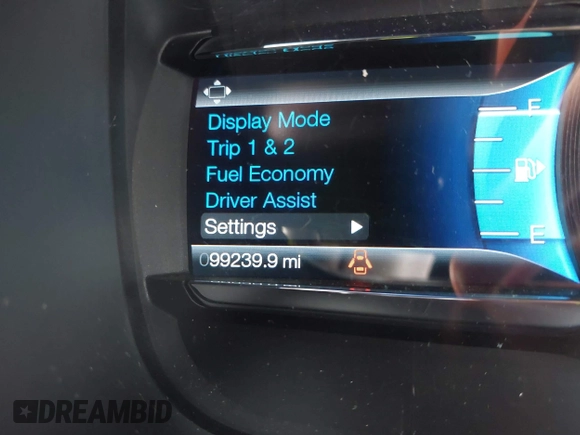 Display Mode
Trip 1 & 2
Fuel Economy
Driver Assist
Settings
099239.9 mi
F
E
DREAMBID